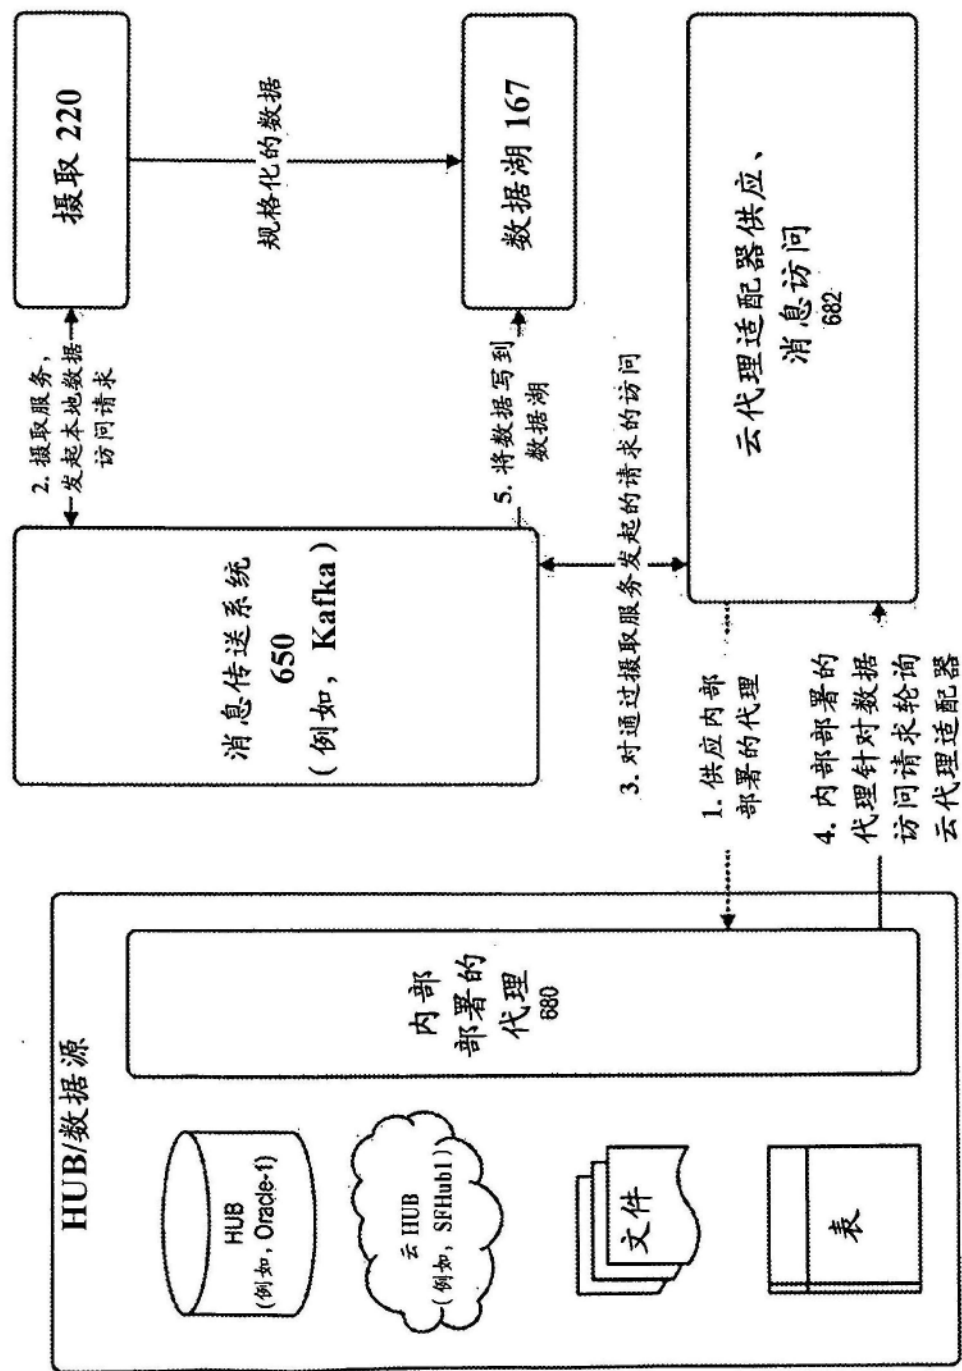 HUB/数据源
HUB
(例如, Oracle-1)
云 HUB
(例如, SFHub1)
文件
表
内部
部署的
代理
680
消息传送系统
650
(例如, Kafka)
2. 摄取服务,
发起本地数据
访问请求
摄取 220
规格化的数据
数据湖 167
5. 将数据写到
数据湖
3. 对通过摄取服务发起的请求的访问
1. 供应内部
部署的代理
4. 内部部署的
代理针对数据
访问请求轮询
云代理适配器
云代理适配器供应、
消息访问
682